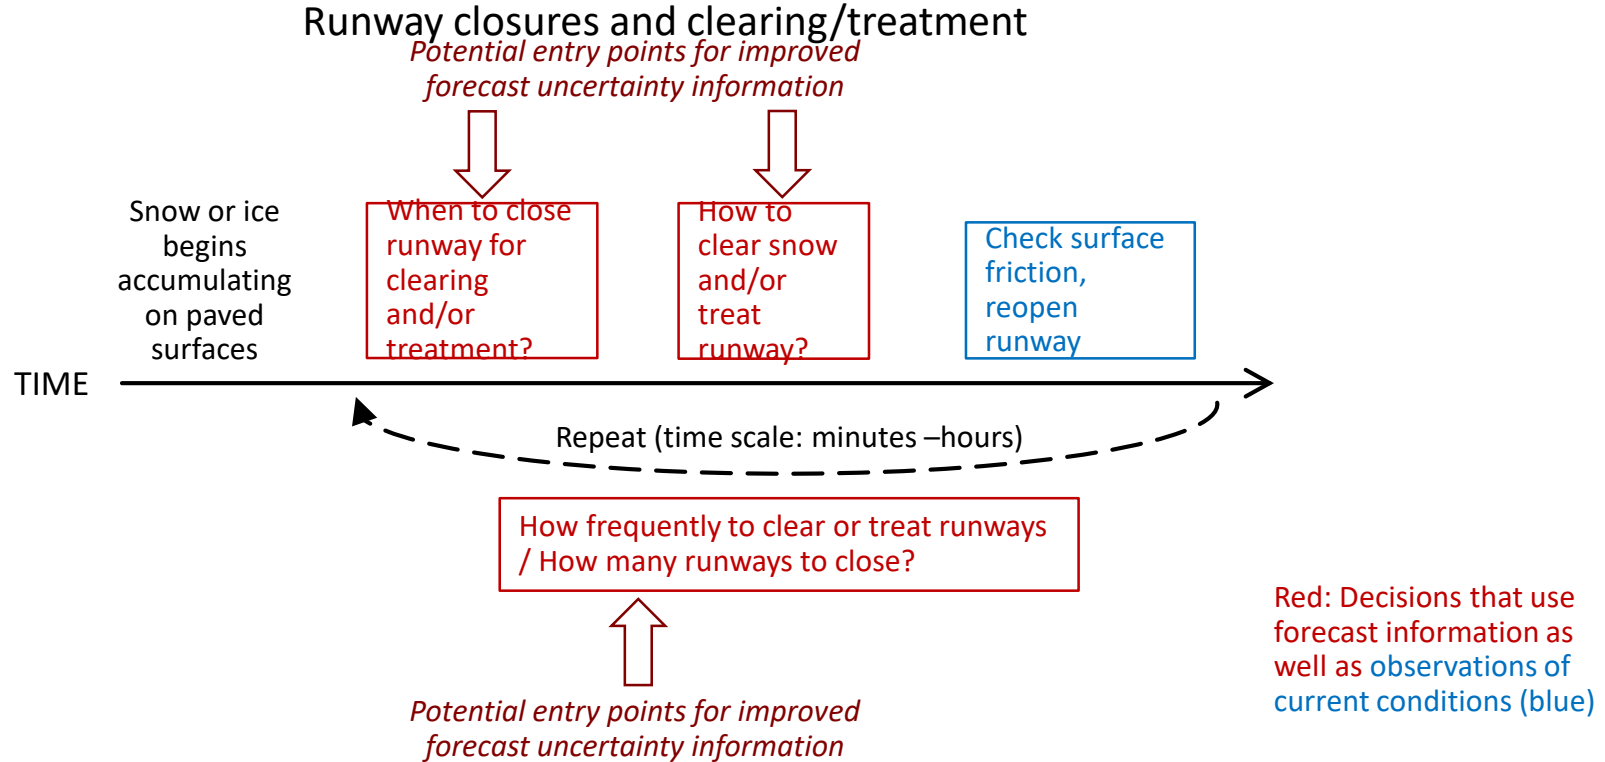 Runway closures and clearing/treatment
Potential entry points for improved
forecast uncertainty information
Snow or ice
begins
accumulating
on paved
surfaces
When to close
runway for
clearing
and/or
treatment?
How to
clear snow
and/or
treat
runway?
Check surface
friction,
reopen
runway
TIME
Repeat (time scale: minutes –hours)
How frequently to clear or treat runways
/ How many runways to close?
Potential entry points for improved
forecast uncertainty information
Red: Decisions that use
forecast information as
well as observations of
current conditions (blue)